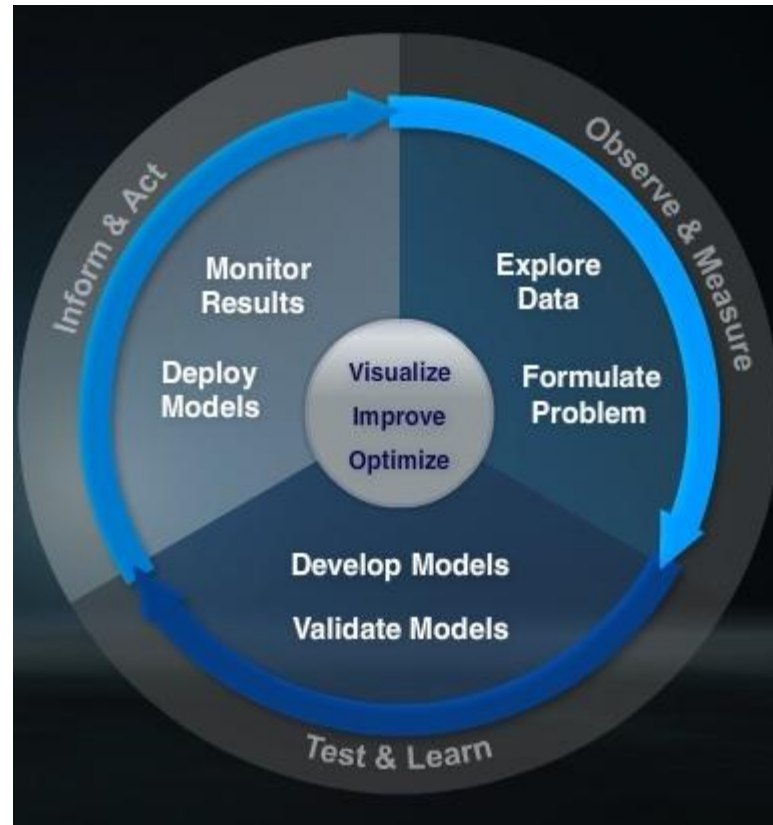 Observe & Measure
Explore
Data
Formulate
Problem
Develop Models
Validate Models
Test & Learn
Inform & Act
Monitor
Results
Deploy
Models
Visualize
Improve
Optimize